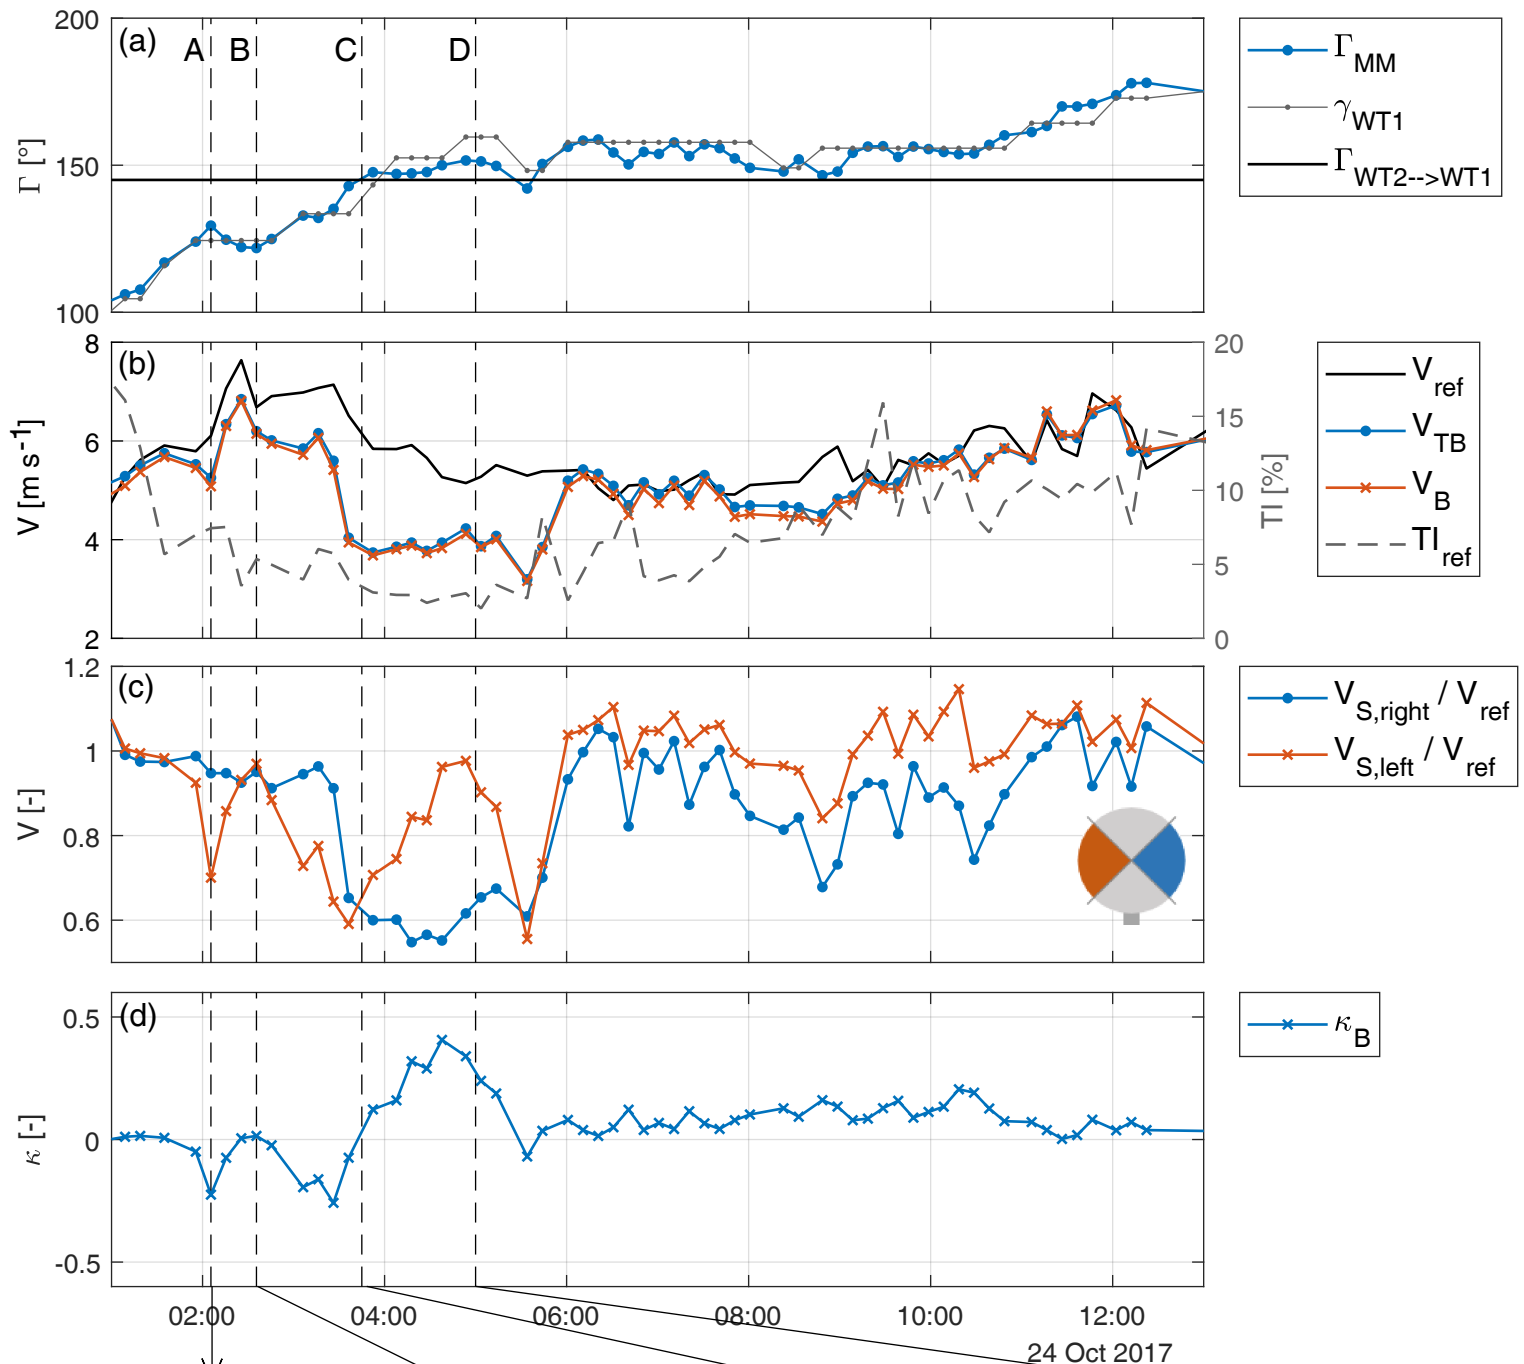 200
150
100
Γ [°]
(a)
A
B
C
D
Γ_MM
γ_WT1
Γ_WT2-->WT1
8
6
4
2
V [m s⁻¹]
(b)
20
15
10
5
0
TI [%]
V_ref
V_TB
V_B
TI_ref
1.2
1
0.8
0.6
V [-]
(c)
V_S,right / V_ref
V_S,left / V_ref
0.5
0
-0.5
κ [-]
(d)
κ_B
02:00 04:00 06:00 08:00 10:00 12:00
24 Oct 2017